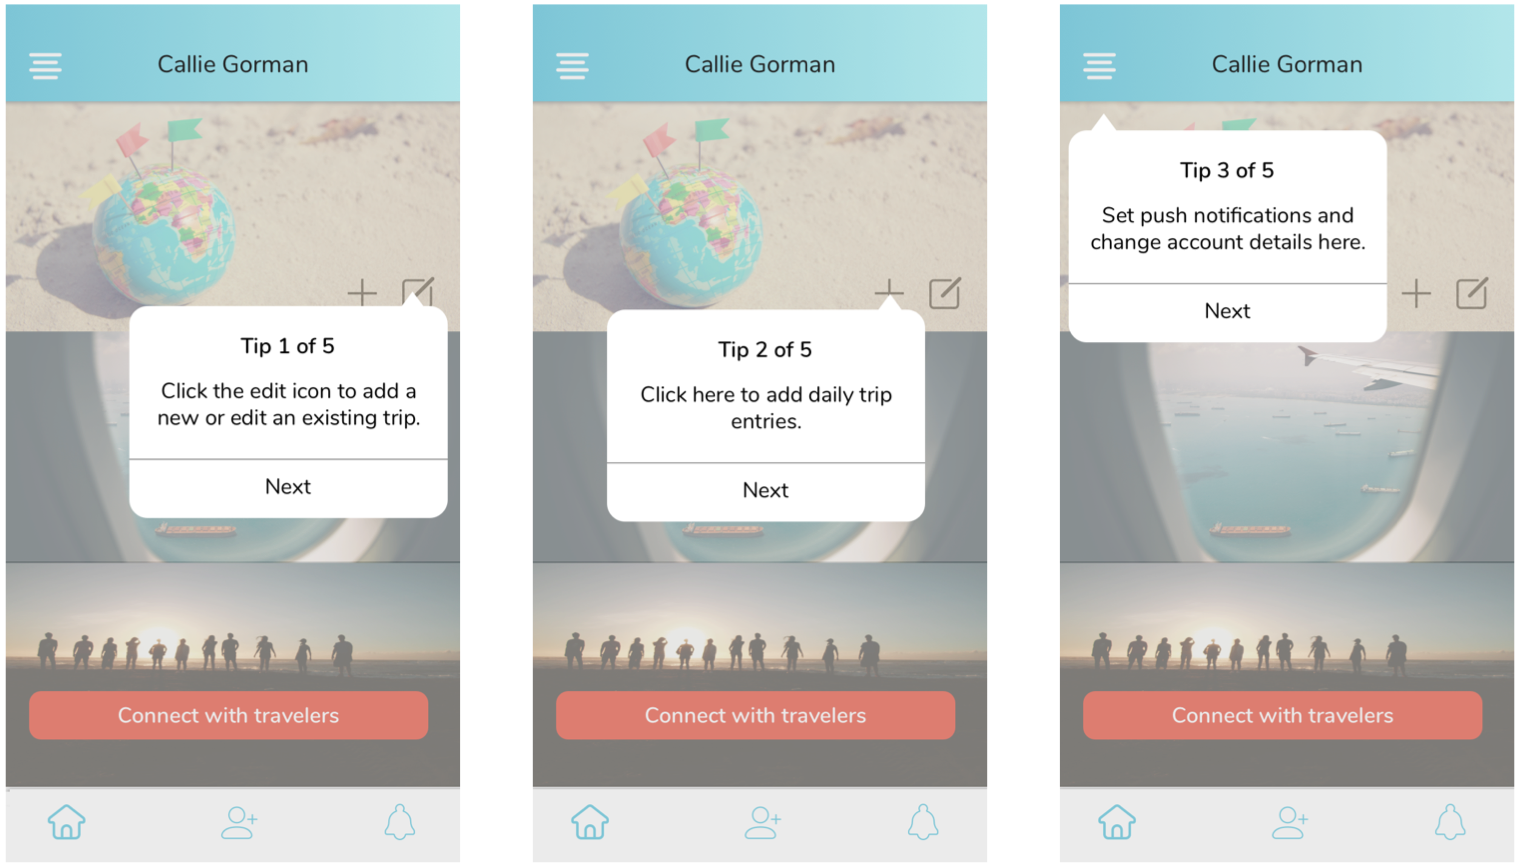 Callie Gorman
Tip 1 of 5
Click the edit icon to add a
new or edit an existing trip.
Next
Connect with travelers
Callie Gorman
Tip 2 of 5
Click here to add daily trip
entries.
Next
Connect with travelers
Callie Gorman
Tip 3 of 5
Set push notifications and
change account details here.
Next
Connect with travelers